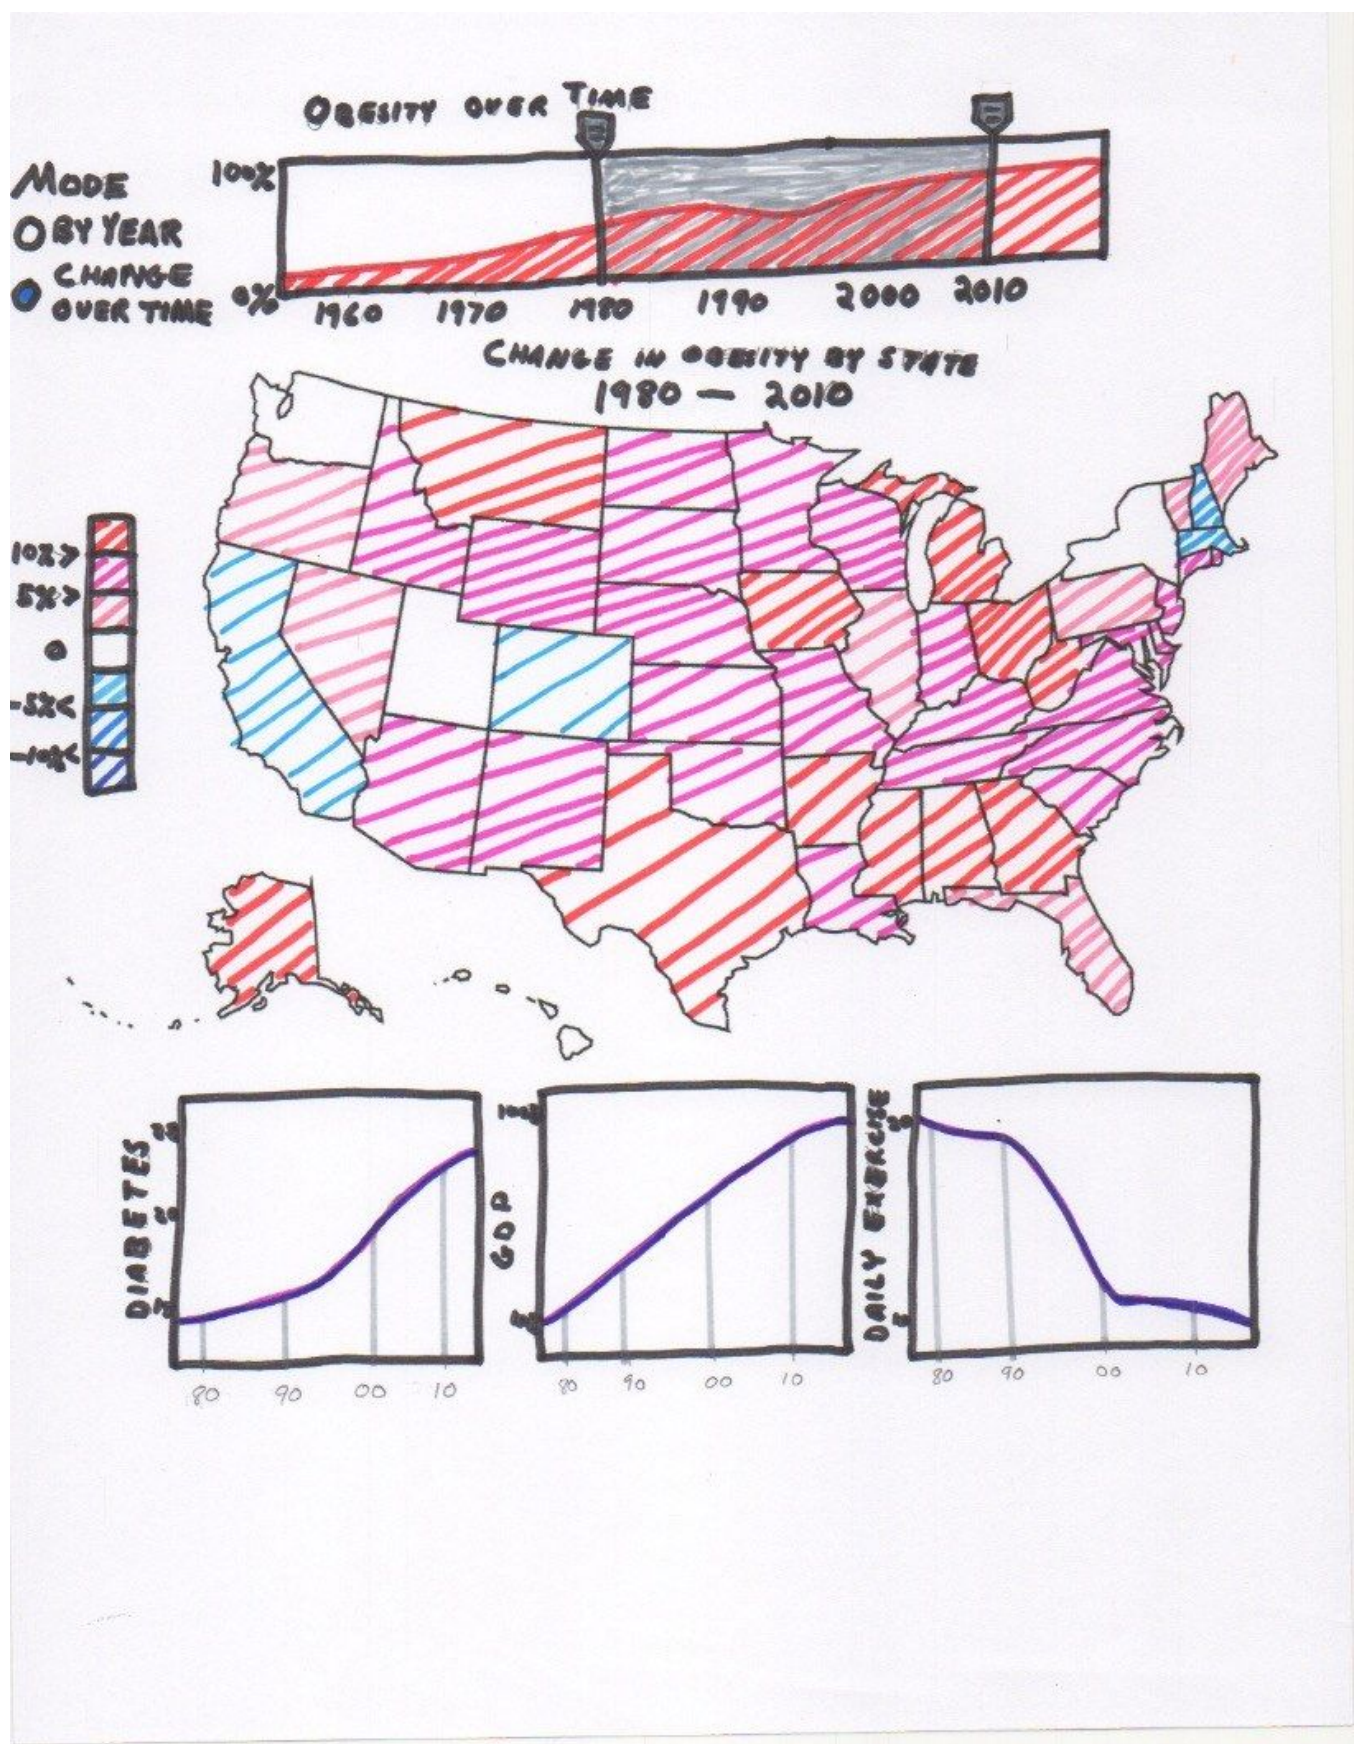 OBESITY OVER TIME
MODE
BY YEAR
CHANGE
OVER TIME
100%
0%
1960 1970 1980 1990 2000 2010
CHANGE IN OBESITY BY STATE
1980 — 2010
10%>
5%>
0
-5%<
-10%<
DIABETES
80 90 00 10
GDP
80 90 00 10
DAILY EXERCISE
20
5
80 90 00 10